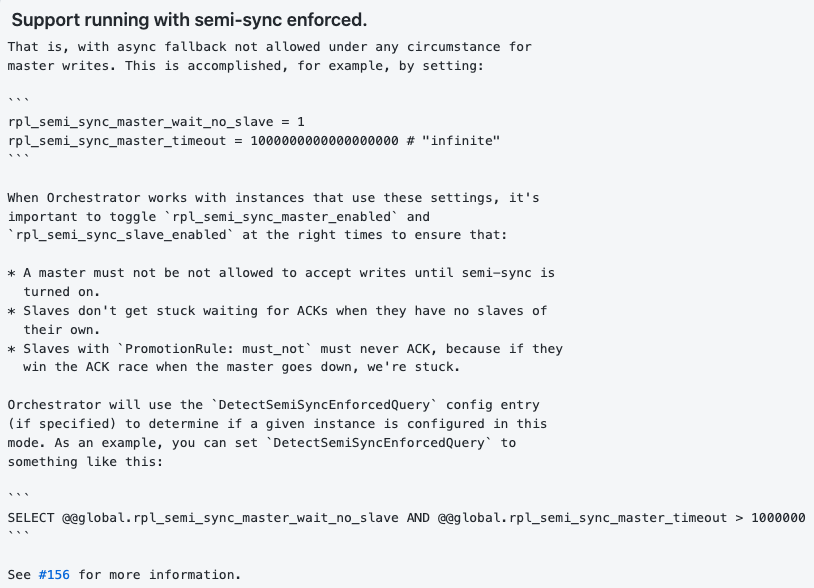 Support running with semi-sync enforced.
That is, with async fallback not allowed under any circumstance for
master writes. This is accomplished, for example, by setting:
```
rpl_semi_sync_master_wait_no_slave = 1
rpl_semi_sync_master_timeout = 1000000000000000000 # "infinite"
```
When Orchestrator works with instances that use these settings, it's
important to toggle `rpl_semi_sync_master_enabled` and
`rpl_semi_sync_slave_enabled` at the right times to ensure that:
* A master must not be not allowed to accept writes until semi-sync is
turned on.
* Slaves don't get stuck waiting for ACKs when they have no slaves of
their own.
* Slaves with `PromotionRule: must_not` must never ACK, because if they
win the ACK race when the master goes down, we're stuck.
Orchestrator will use the `DetectSemiSyncEnforcedQuery` config entry
(if specified) to determine if a given instance is configured in this
mode. As an example, you can set `DetectSemiSyncEnforcedQuery` to
something like this:
```
SELECT @@global.rpl_semi_sync_master_wait_no_slave AND @@global.rpl_semi_sync_master_timeout > 1000000
```
See #156 for more information.